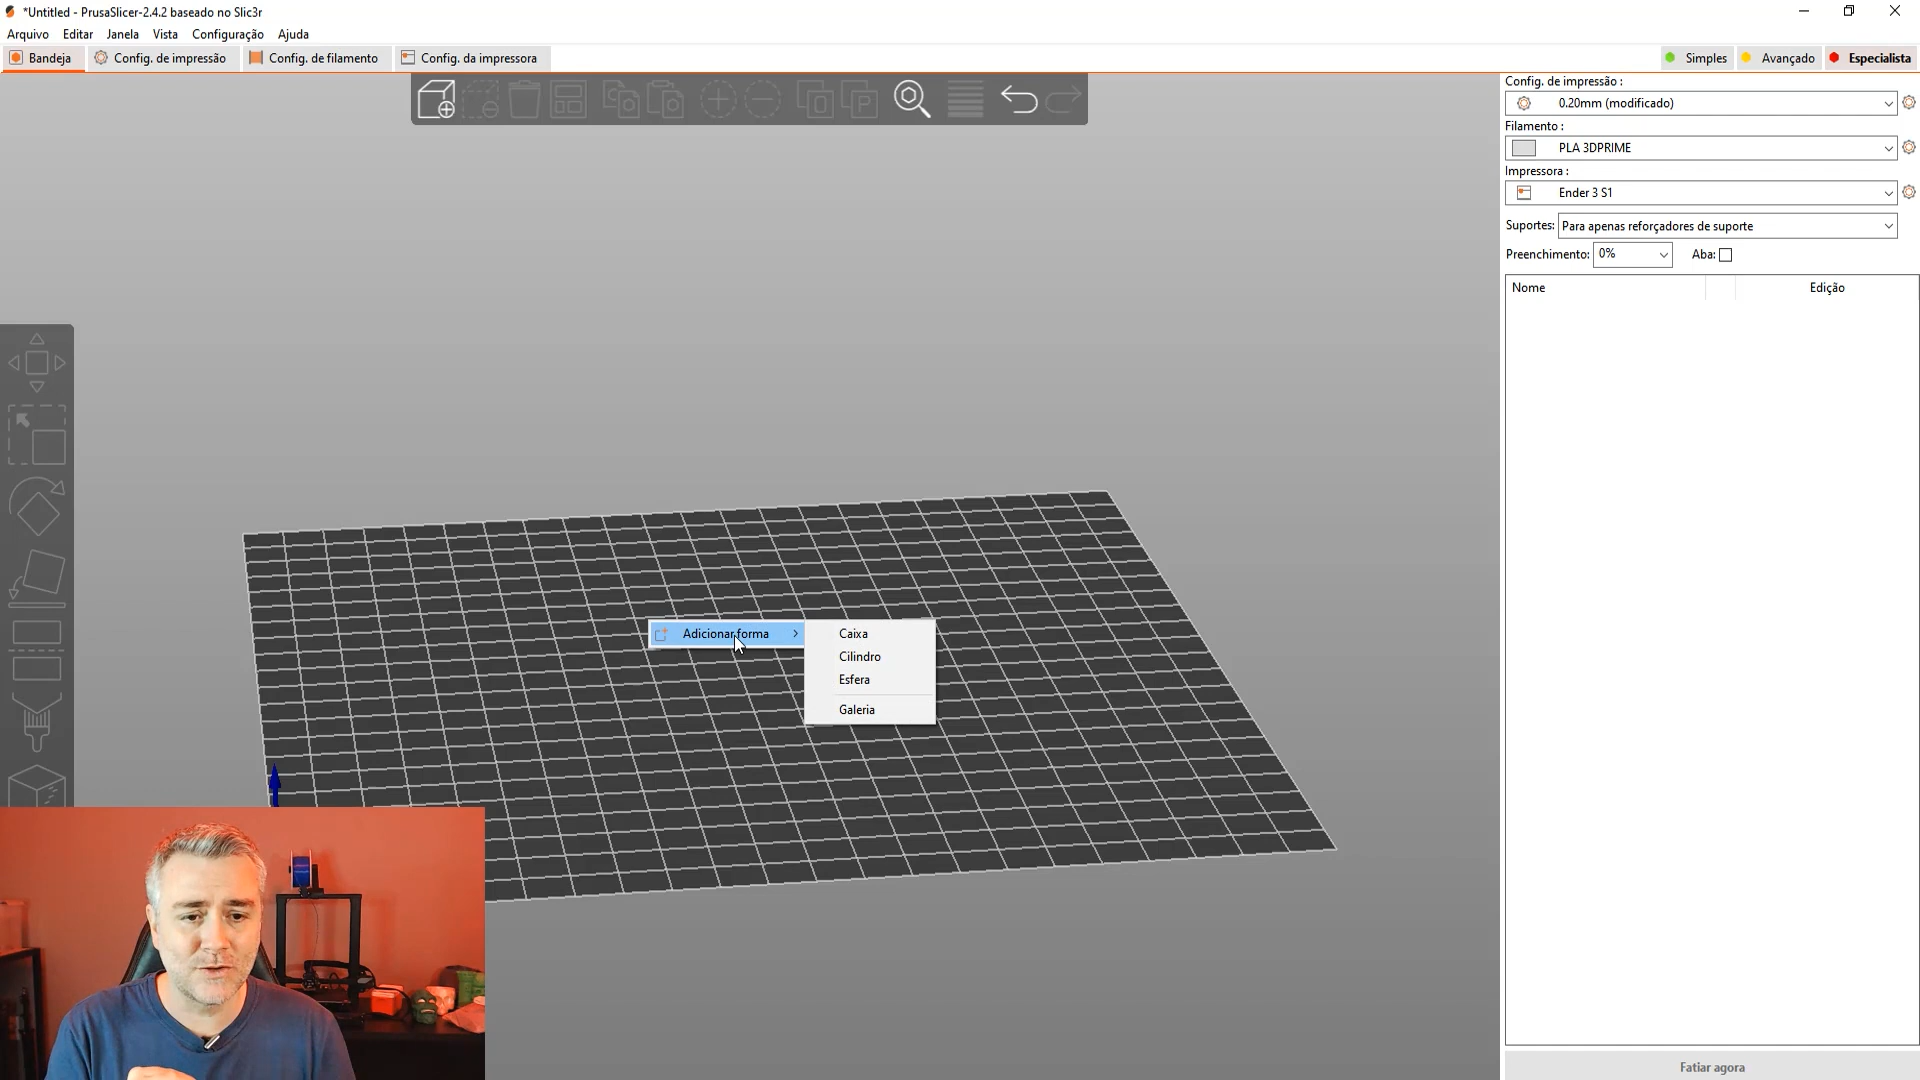 *Untitled - PrusaSlicer-2.4.2 baseado no Slic3r
Arquivo Editar Janela Vista Configuração Ajuda
Bandeja Config. de impressão Config. de filamento Config. da impressora Simples Avançado Especialista
Config. de impressão :
0.20mm (modificado)
Filamento :
PLA 3DPRIME
Impressora :
Ender 3 S1
Suportes: Para apenas reforçadores de suporte
Preenchimento: 0% Aba:
Nome Edição
Adicionar forma
Caixa
Cilindro
Esfera
Galeria
Fatiar agora